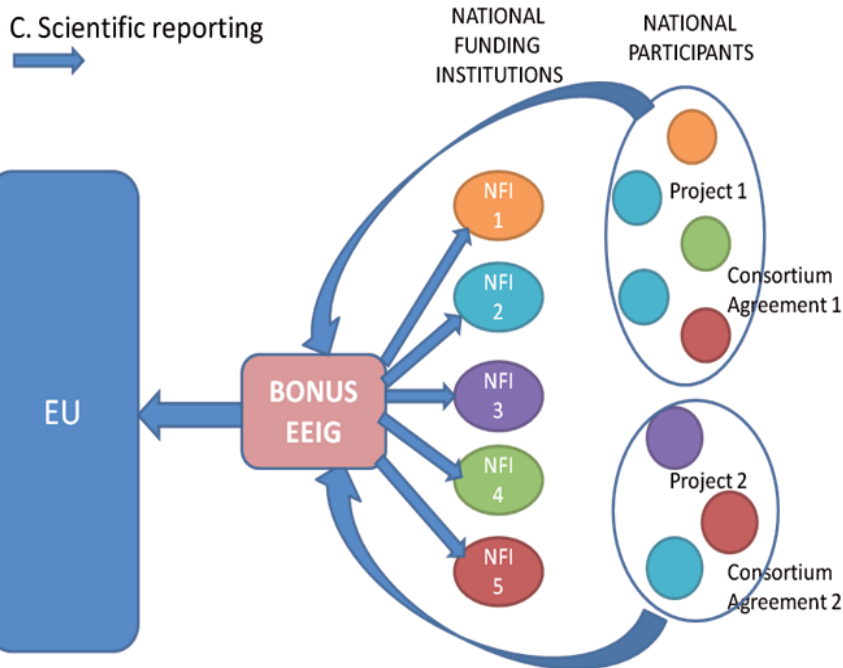 C. Scientific reporting
NATIONAL
FUNDING
INSTITUTIONS
NATIONAL
PARTICIPANTS
NFI
1
NFI
2
NFI
3
NFI
4
NFI
5
Project 1
Consortium
Agreement 1
EU
BONUS
EEIG
Project 2
Consortium
Agreement 2